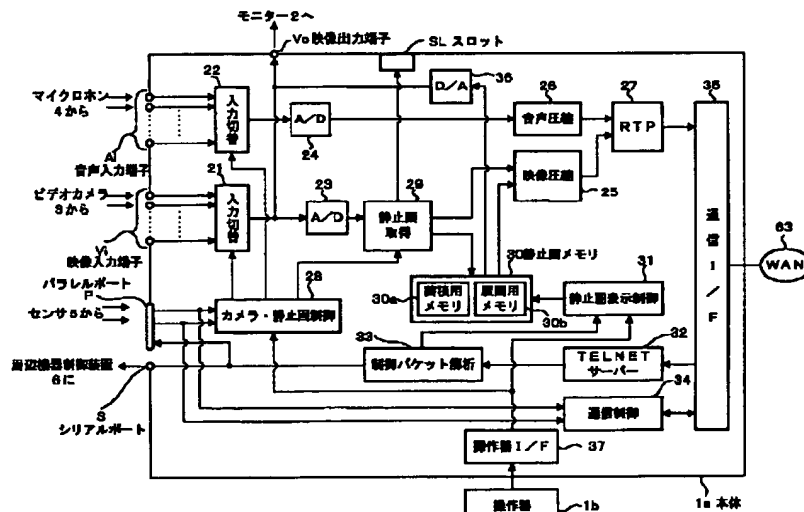 モニター2へ
Vo 映像出力端子
SL スロット
マイクロホン
4から
AI
音声入力端子
22
入力切替
A/D
24
D/A
36
26
音声圧縮
27
RTP
35
通信I/F
ビデオカメラ
3から
Vi
映像入力端子
21
入力切替
23
A/D
29
静止画
取得
映像圧縮
25
63
WAN
パラレルポート
P
センサ5から
28
カメラ・静止画制御
30静止画メモリ
30a
蓄積用
メモリ
展開用
メモリ
30b
31
静止画表示制御
33
制御パケット解析
32
TELNET
サーバー
34
通信制御
周辺機器制御装置
6に
S
シリアルポート
操作器I/F
37
操作器
1b
1a 本体